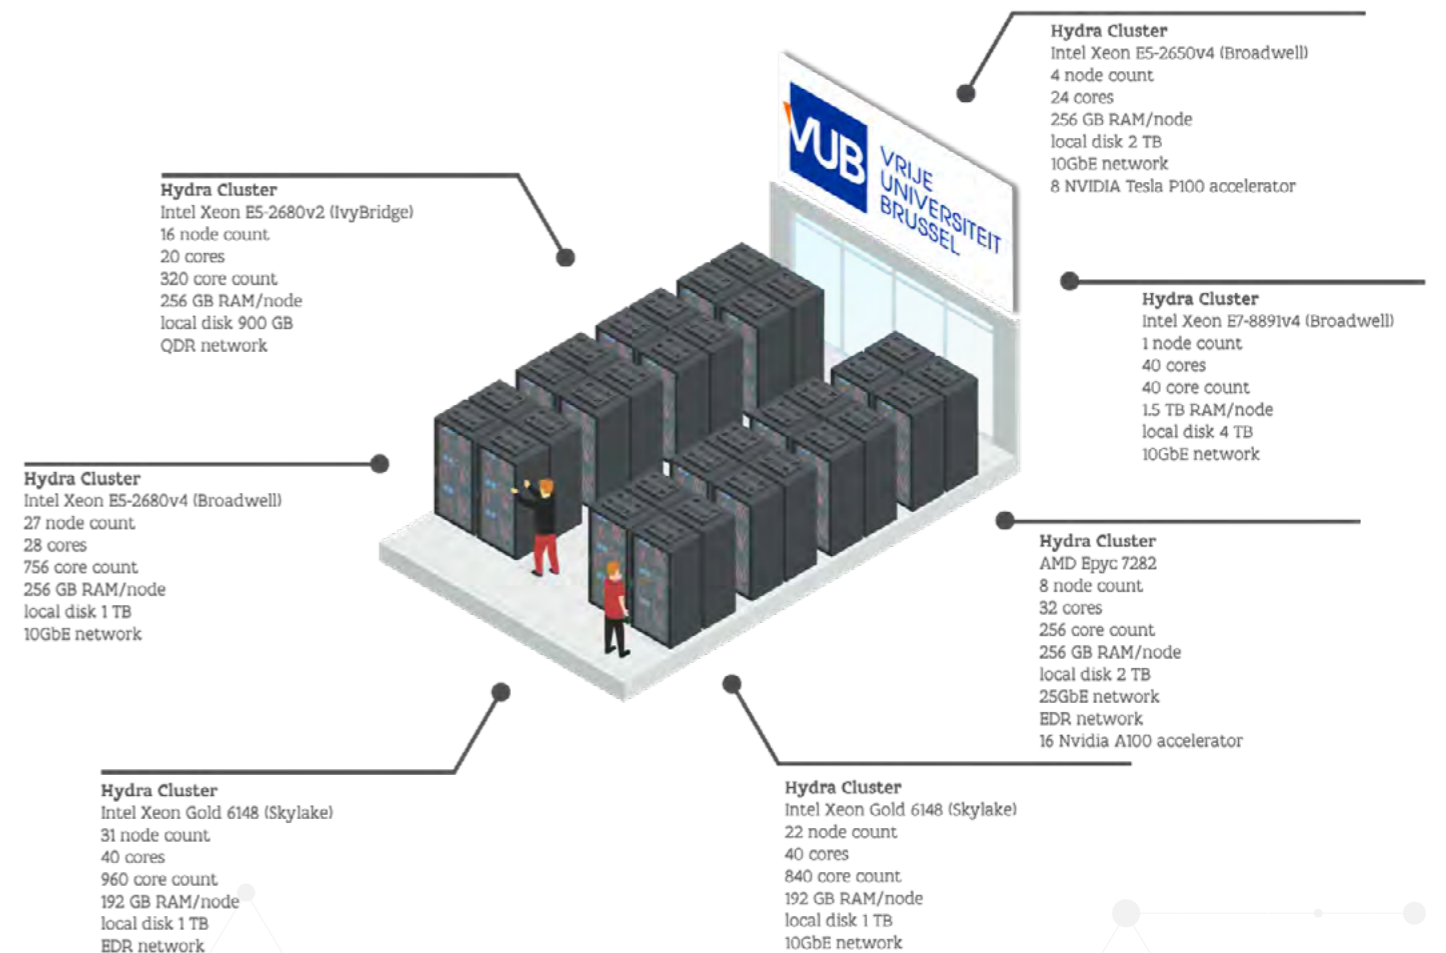 Hydra Cluster
Intel Xeon E5-2650v4 (Broadwell)
4 node count
24 cores
256 GB RAM/node
local disk 2 TB
10GbE network
8 NVIDIA Tesla P100 accelerator
VUB
VRIJE
UNIVERSITEIT
BRUSSEL
Hydra Cluster
Intel Xeon E5-2680v2 (IvyBridge)
16 node count
20 cores
320 core count
256 GB RAM/node
local disk 900 GB
QDR network
Hydra Cluster
Intel Xeon E7-8891v4 (Broadwell)
1 node count
40 cores
40 core count
1.5 TB RAM/node
local disk 4 TB
10GbE network
Hydra Cluster
Intel Xeon E5-2680v4 (Broadwell)
27 node count
28 cores
756 core count
256 GB RAM/node
local disk 1 TB
10GbE network
Hydra Cluster
AMD Epyc 7282
8 node count
32 cores
256 core count
256 GB RAM/node
local disk 2 TB
25GbE network
EDR network
16 Nvidia A100 accelerator
Hydra Cluster
Intel Xeon Gold 6148 (Skylake)
31 node count
40 cores
960 core count
192 GB RAM/node
local disk 1 TB
EDR network
Hydra Cluster
Intel Xeon Gold 6148 (Skylake)
22 node count
40 cores
840 core count
192 GB RAM/node
local disk 1 TB
10GbE network